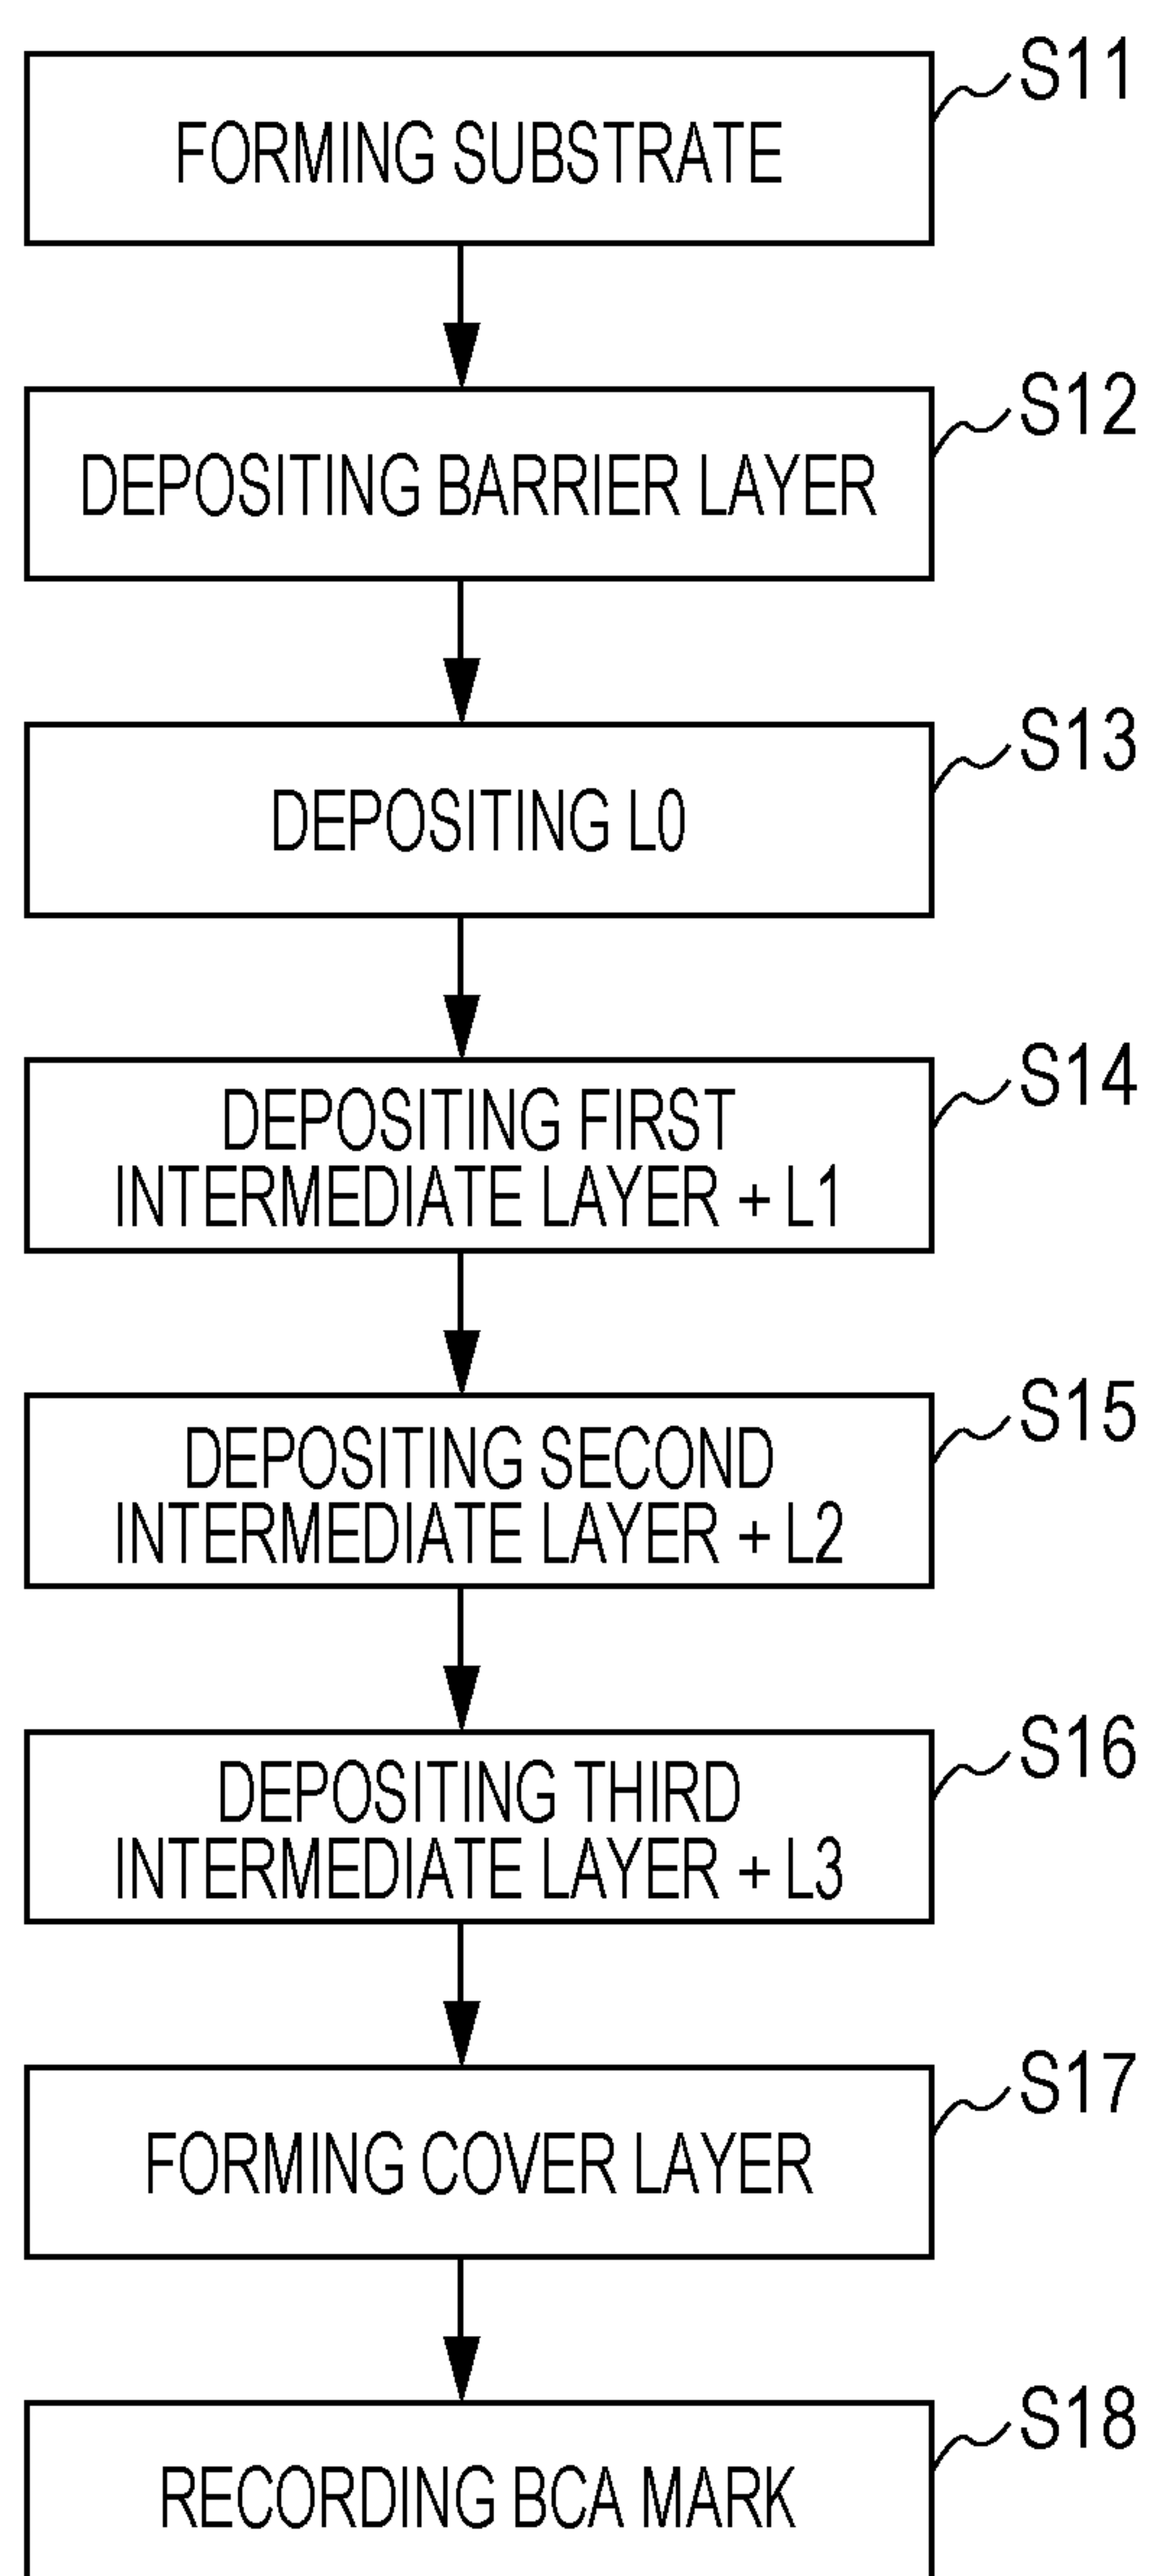 S11
FORMING SUBSTRATE
S12
DEPOSITING BARRIER LAYER
S13
DEPOSITING L0
S14
DEPOSITING FIRST
INTERMEDIATE LAYER + L1
S15
DEPOSITING SECOND
INTERMEDIATE LAYER + L2
S16
DEPOSITING THIRD
INTERMEDIATE LAYER + L3
S17
FORMING COVER LAYER
S18
RECORDING BCA MARK